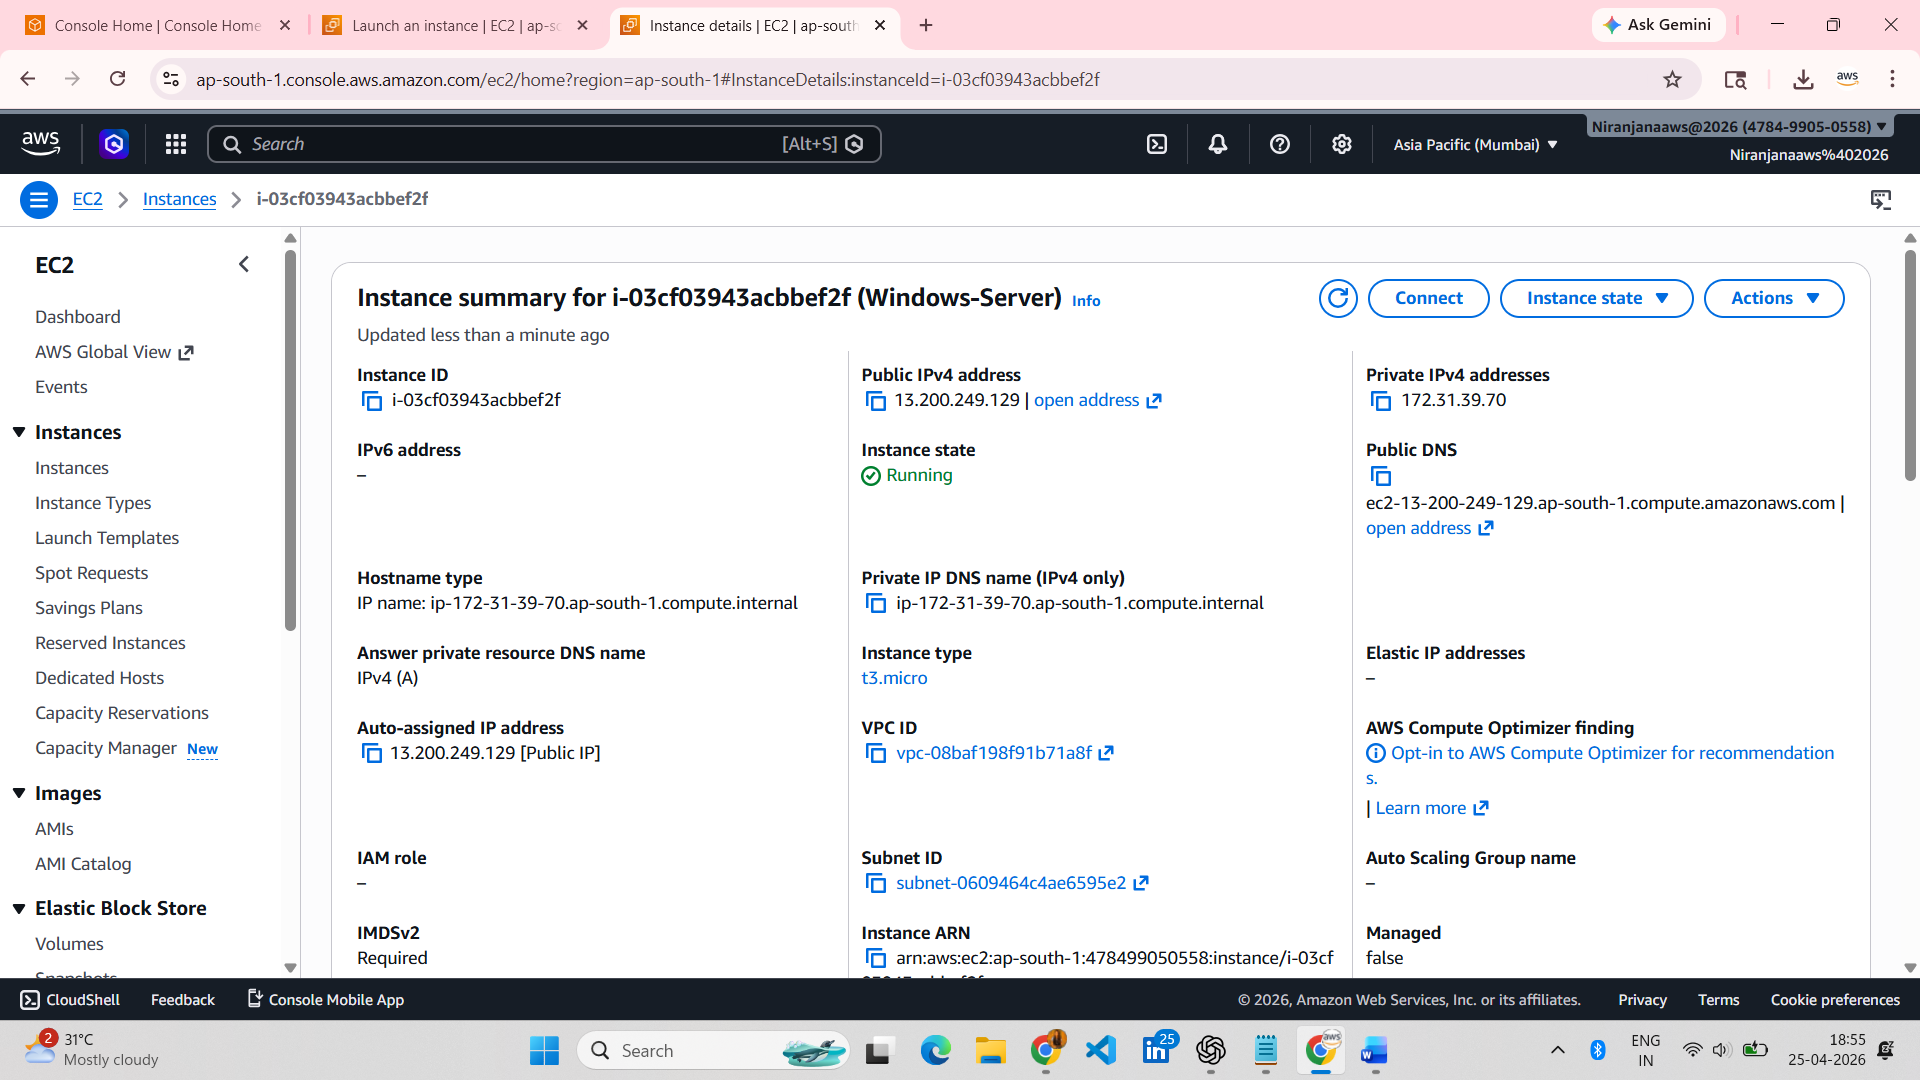 Console Home | Console Home
Launch an instance | EC2 | ap-so
Instance details | EC2 | ap-south
Ask Gemini
ap-south-1.console.aws.amazon.com/ec2/home?region=ap-south-1#InstanceDetails:instanceId=i-03cf03943acbbef2f
aws
aws
Search
[Alt+S]
Asia Pacific (Mumbai)
Niranjanaaws@2026 (4784-9905-0558)
Niranjanaaws%402026
EC2
Instances
i-03cf03943acbbef2f
EC2
Dashboard
AWS Global View
Events
Instances
Instances
Instance Types
Launch Templates
Spot Requests
Savings Plans
Reserved Instances
Dedicated Hosts
Capacity Reservations
Capacity Manager New
Images
AMIs
AMI Catalog
Elastic Block Store
Volumes
Snapshots
Instance summary for i-03cf03943acbbef2f (Windows-Server) Info
Updated less than a minute ago
Connect
Instance state
Actions
Instance ID
i-03cf03943acbbef2f
Public IPv4 address
13.200.249.129 | open address
Private IPv4 addresses
172.31.39.70
IPv6 address
–
Instance state
Running
Public DNS
ec2-13-200-249-129.ap-south-1.compute.amazonaws.com |
open address
Hostname type
IP name: ip-172-31-39-70.ap-south-1.compute.internal
Private IP DNS name (IPv4 only)
ip-172-31-39-70.ap-south-1.compute.internal
Answer private resource DNS name
IPv4 (A)
Instance type
t3.micro
Elastic IP addresses
–
Auto-assigned IP address
13.200.249.129 [Public IP]
VPC ID
vpc-08baf198f91b71a8f
AWS Compute Optimizer finding
Opt-in to AWS Compute Optimizer for recommendation
s.
| Learn more
IAM role
–
Subnet ID
subnet-0609464c4ae6595e2
Auto Scaling Group name
–
IMDSv2
Required
Instance ARN
arn:aws:ec2:ap-south-1:478499050558:instance/i-03cf
Managed
false
CloudShell
Feedback
Console Mobile App
© 2026, Amazon Web Services, Inc. or its affiliates.
Privacy
Terms
Cookie preferences
2
31°C
Mostly cloudy
Search
25
aws
ENG
IN
18:55
25-04-2026